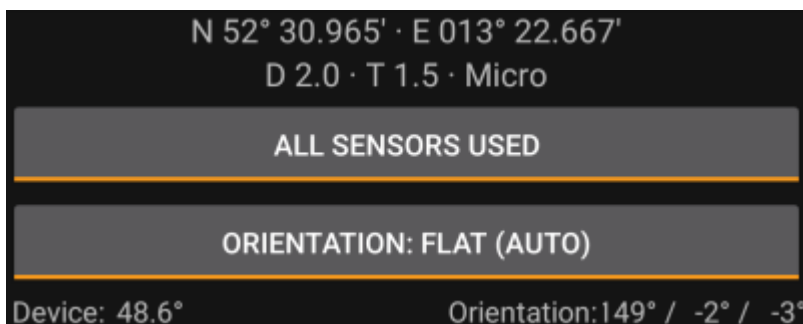 N 52° 30.965' · E 013° 22.667'
D 2.0 · T 1.5 · Micro
ALL SENSORS USED
ORIENTATION: FLAT (AUTO)
Device: 48.6° Orientation:149° / -2° / -3°